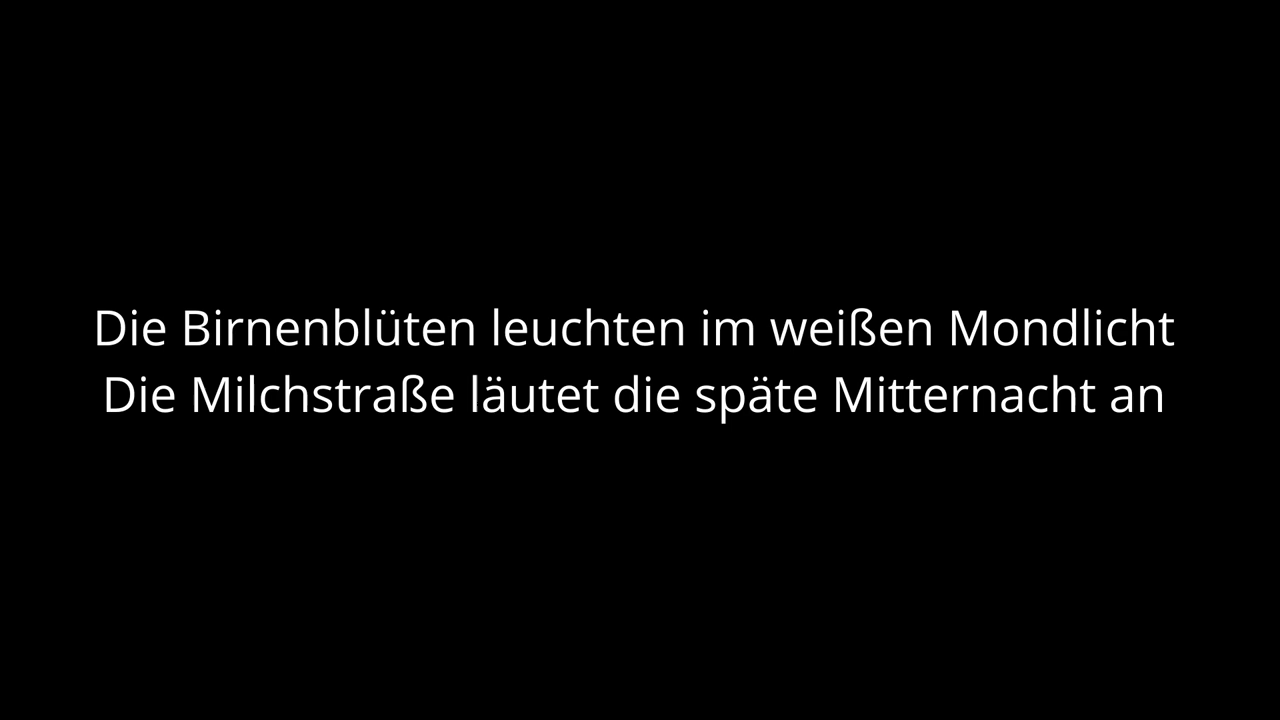 Die Birnenblüten leuchten im weißen Mondlicht
Die Milchstraße läutet die späte Mitternacht an